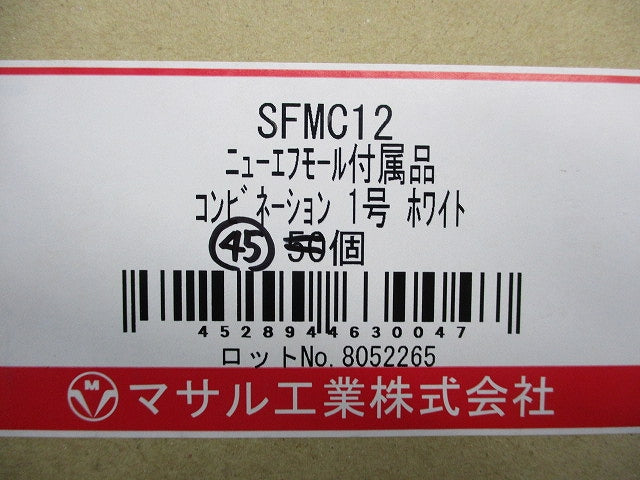 SFMC12
ﾆｭｰｴﾌﾓｰﾙ付属品
ｺﾝﾋﾞﾈｰｼｮﾝ 1号 ﾎﾜｲﾄ
45 50個
4528944630047
ロットNo.8052265
M マサル工業株式会社